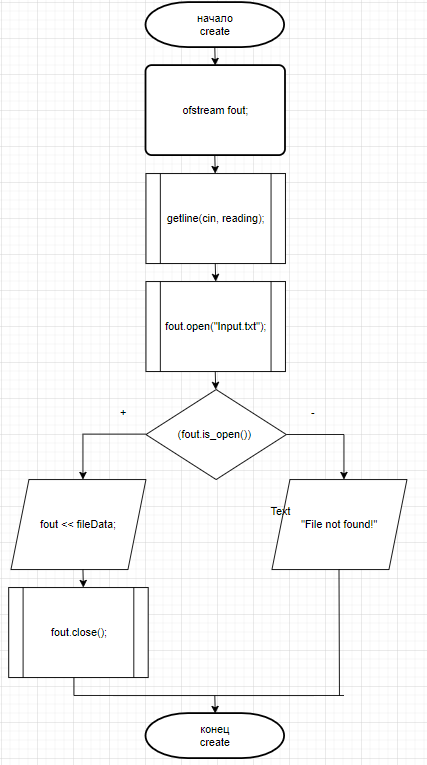 начало
create
ofstream fout;
getline(cin, reading);
fout.open("Input.txt");
+
-
(fout.is_open())
Text
fout << fileData;
"File not found!"
fout.close();
конец
create